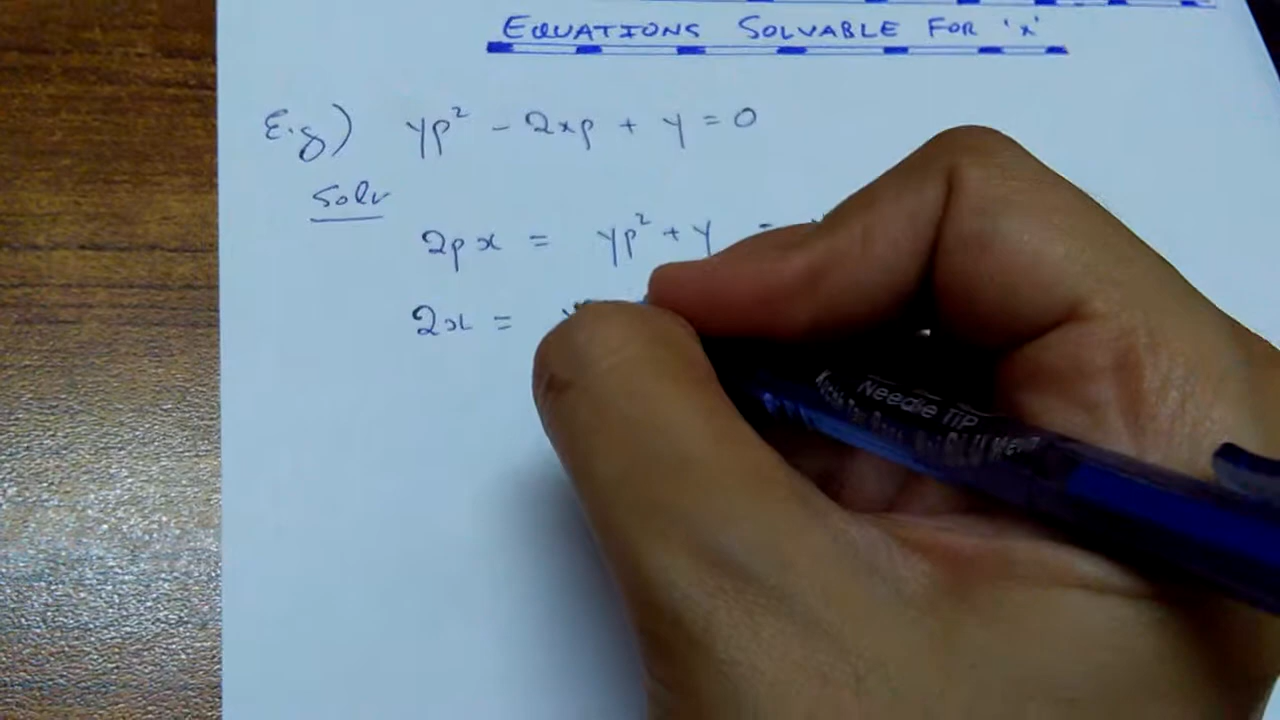 EQUATIONS SOLVABLE FOR 'x'
E.g) yp² - 2xp + y = 0
Soln
2px = yp² + y =
2x =
Needle TIP